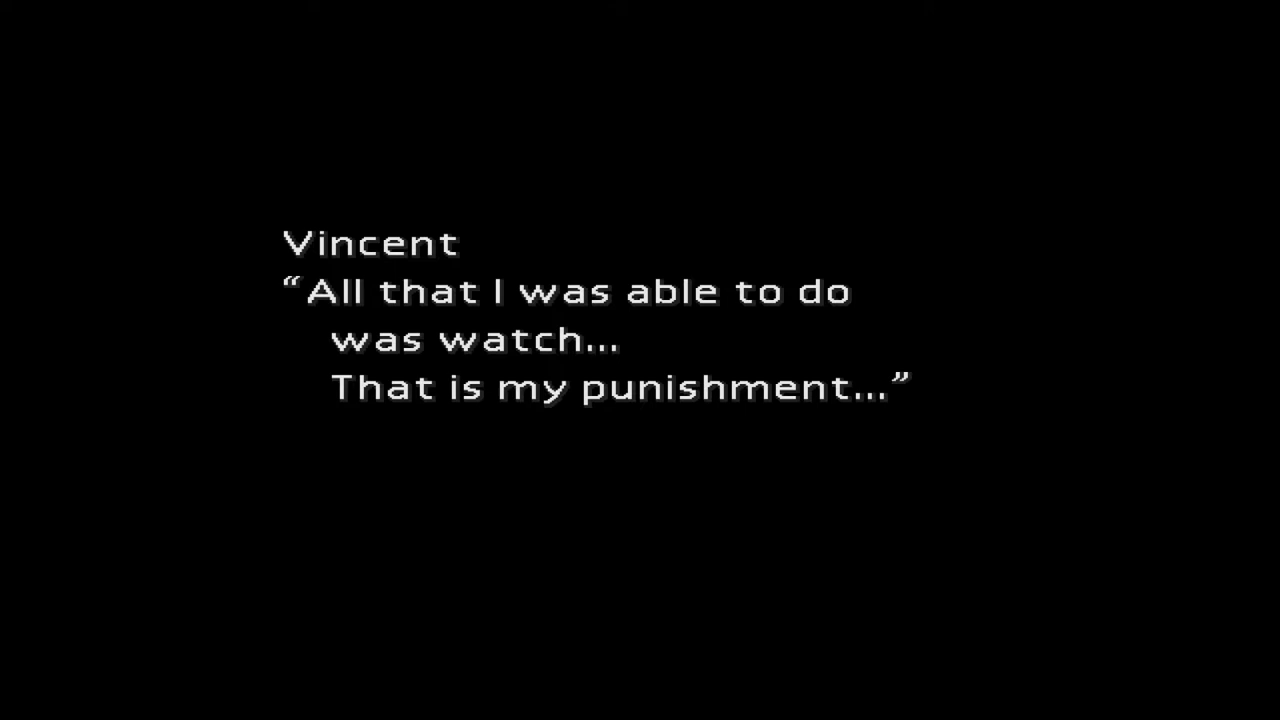 Vincent
“All that I was able to do
was watch...
That is my punishment...”